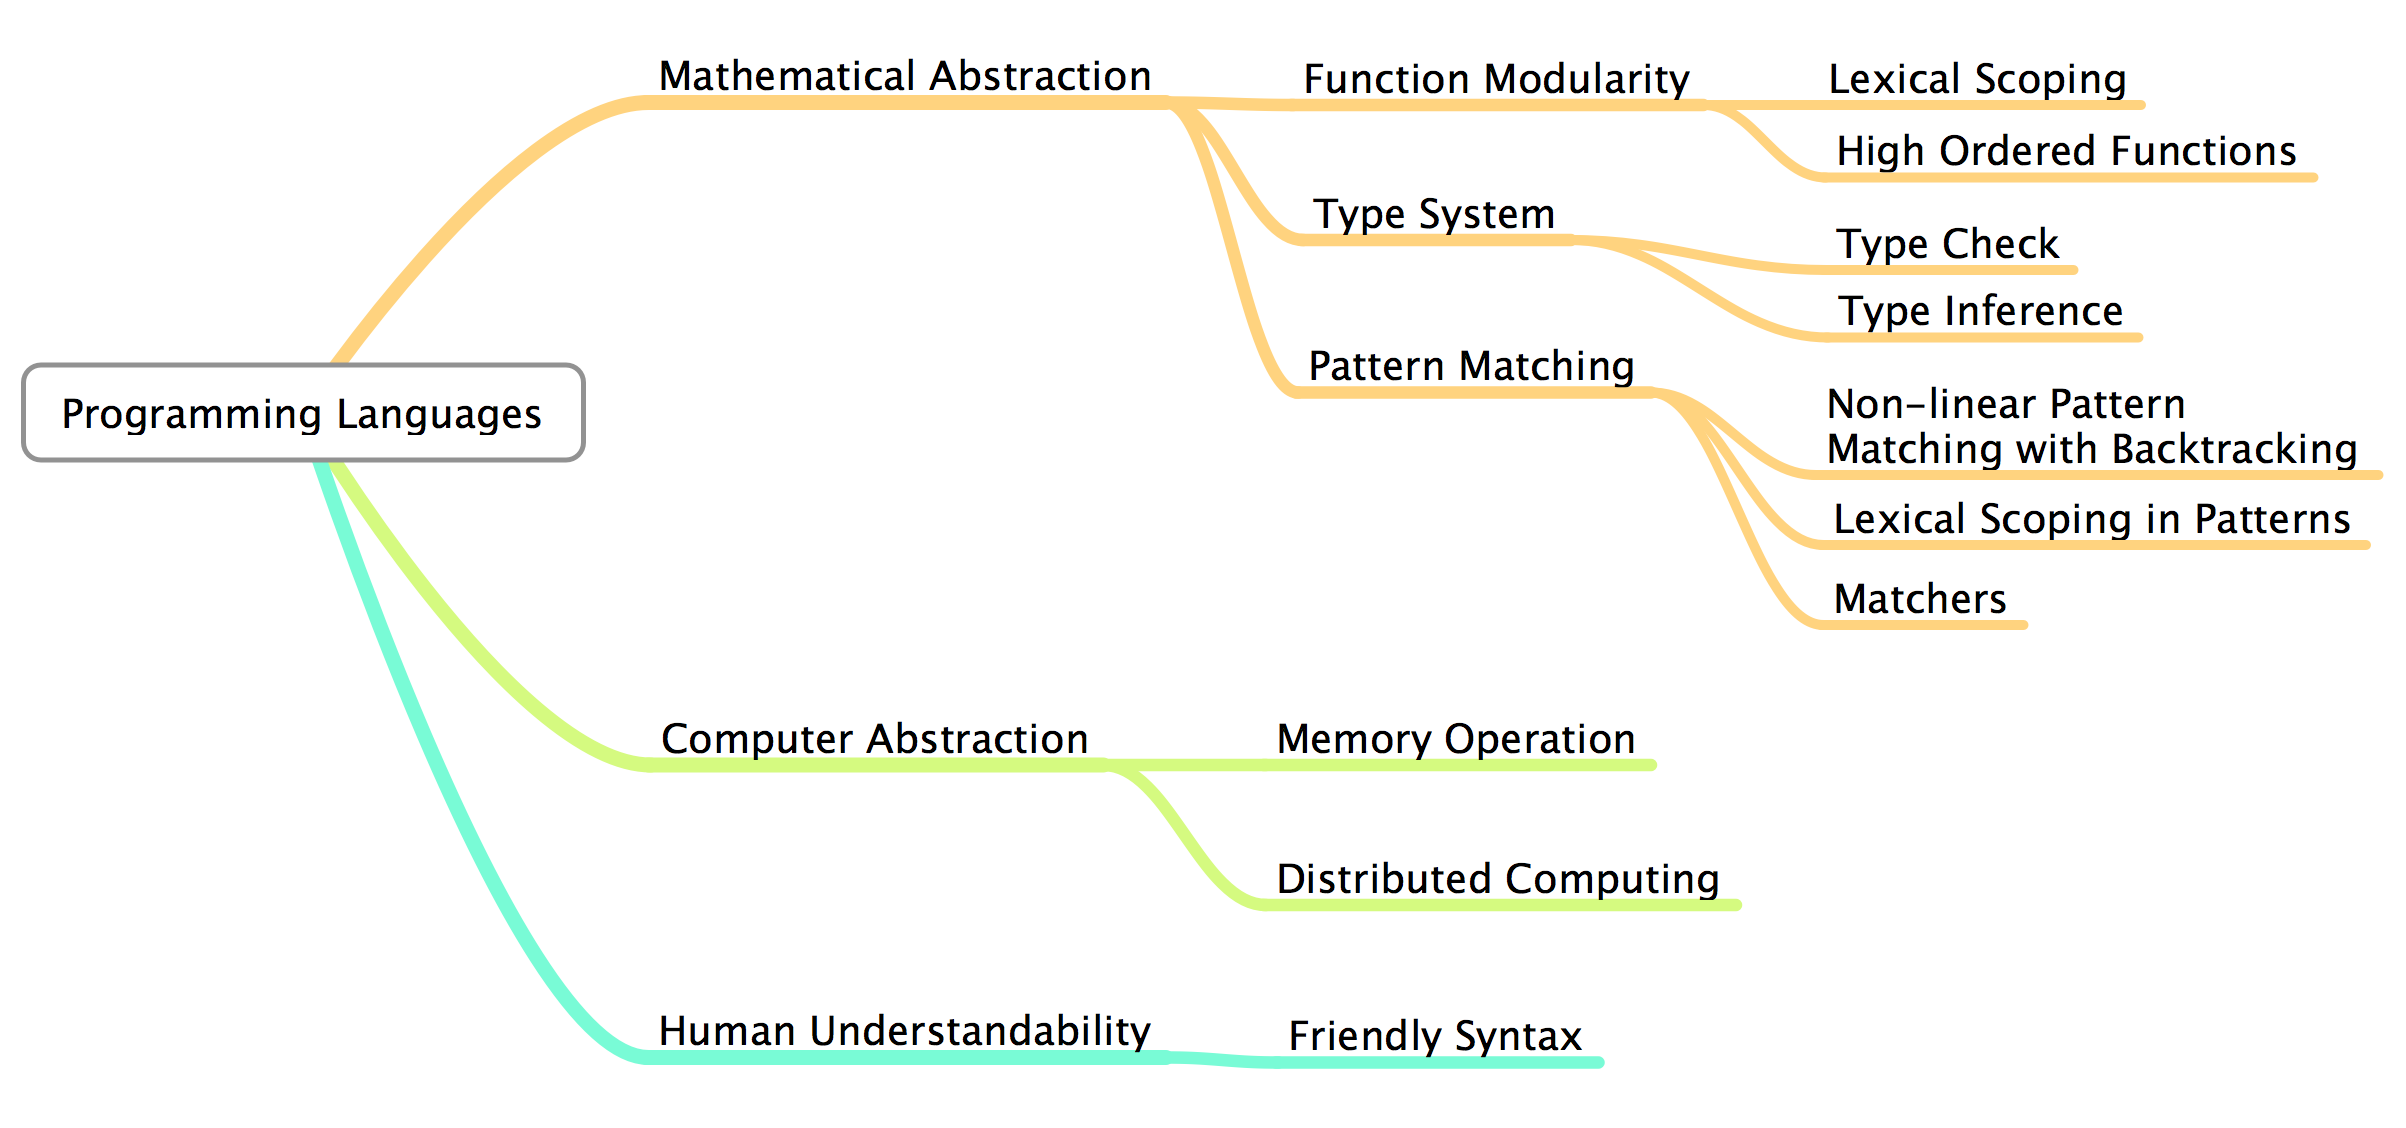 Programming Languages
Mathematical Abstraction
Function Modularity
Lexical Scoping
High Ordered Functions
Type System
Type Check
Type Inference
Pattern Matching
Non-linear Pattern
Matching with Backtracking
Lexical Scoping in Patterns
Matchers
Computer Abstraction
Memory Operation
Distributed Computing
Human Understandability
Friendly Syntax